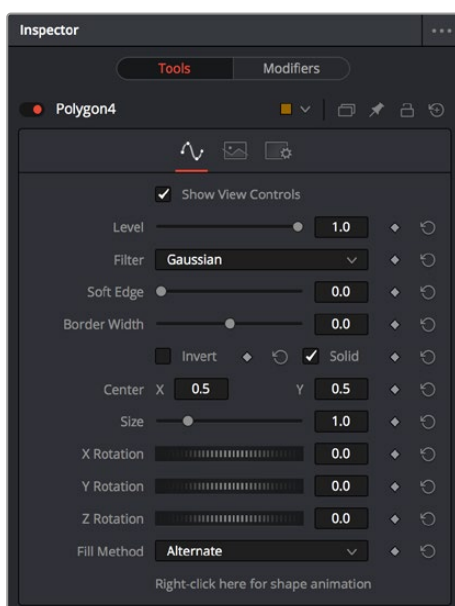 Inspector
Tools Modifiers
Polygon4
Show View Controls
Level 1.0
Filter Gaussian
Soft Edge 0.0
Border Width 0.0
Invert Solid
Center X 0.5 Y 0.5
Size 1.0
X Rotation 0.0
Y Rotation 0.0
Z Rotation 0.0
Fill Method Alternate
Right-click here for shape animation